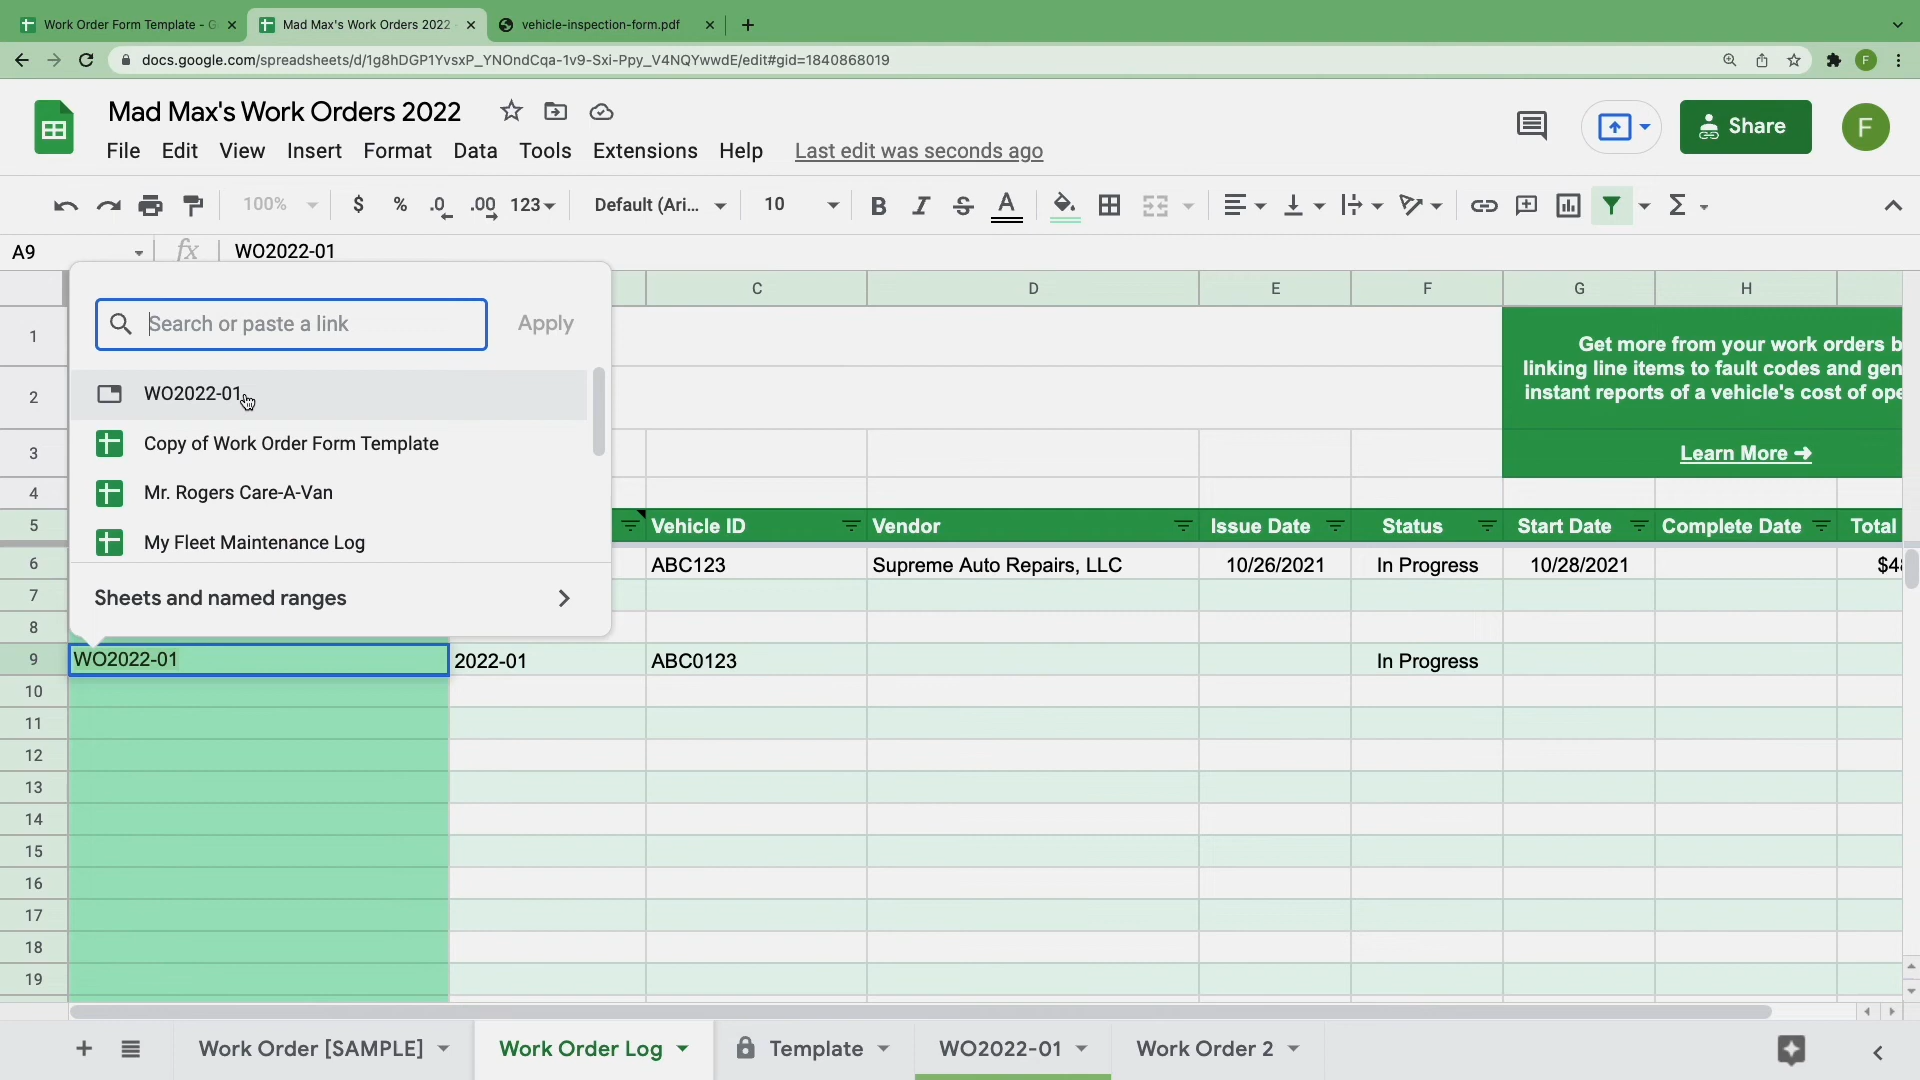 Work Order Form Template - G
Mad Max's Work Orders 2022
vehicle-inspection-form.pdf
docs.google.com/spreadsheets/d/1g8hDGP1YvsxP_YNOndCqa-1v9-Sxi-Ppy_V4NQYwwdE/edit#gid=1840868019
F
Mad Max's Work Orders 2022
Share
F
File Edit View Insert Format Data Tools Extensions Help Last edit was seconds ago
100% $ % .0 .00 123 Default (Ari... 10 B I S A Σ
A9 fx WO2022-01
C D E F G H
Search or paste a link Apply
WO2022-01
Copy of Work Order Form Template
Mr. Rogers Care-A-Van
My Fleet Maintenance Log
Sheets and named ranges
1
Get more from your work orders b
linking line items to fault codes and gen
instant reports of a vehicle's cost of ope
2
3 Learn More ➜
4
5 Vehicle ID Vendor Issue Date Status Start Date Complete Date Total
6 ABC123 Supreme Auto Repairs, LLC 10/26/2021 In Progress 10/28/2021 $48
7
8
9 WO2022-01 2022-01 ABC0123 In Progress
10
11
12
13
14
15
16
17
18
19
Work Order [SAMPLE] Work Order Log Template WO2022-01 Work Order 2